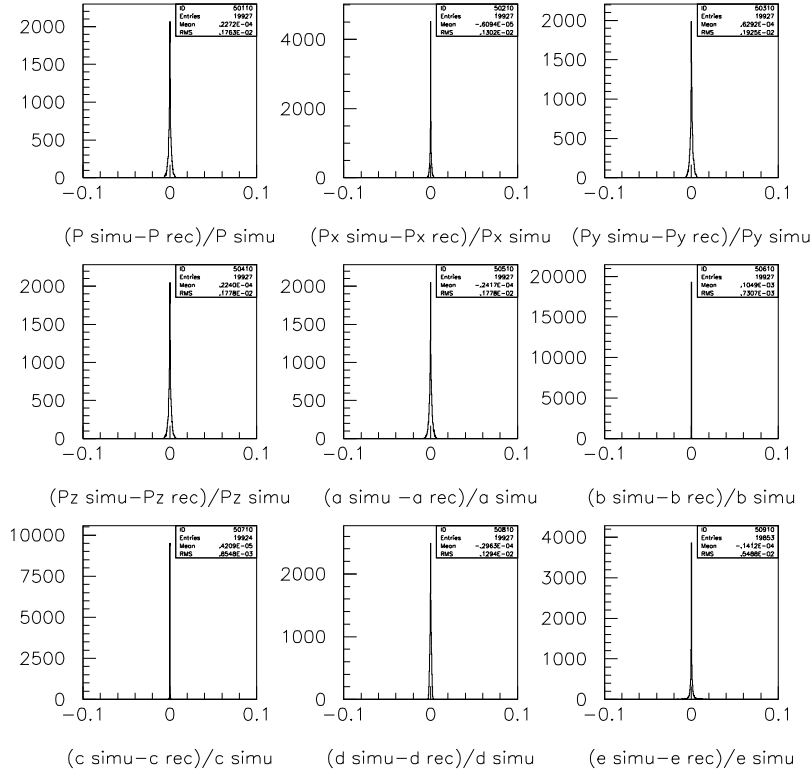 ID 50110
Entries 19927
Mean .2272E-04
RMS .1763E-02
2000
1500
1000
500
0
−0.1 0 0.1
(P simu−P rec)/P simu
ID 50210
Entries 19927
Mean -.6094E-05
RMS .1302E-02
4000
2000
0
−0.1 0 0.1
(Px simu−Px rec)/Px simu
ID 50310
Entries 19927
Mean .6292E-04
RMS .1925E-02
2000
1500
1000
500
0
−0.1 0 0.1
(Py simu−Py rec)/Py simu
ID 50410
Entries 19927
Mean .2240E-04
RMS .1778E-02
2000
1500
1000
500
0
−0.1 0 0.1
(Pz simu−Pz rec)/Pz simu
ID 50510
Entries 19927
Mean -.2417E-04
RMS .1778E-02
2000
1500
1000
500
0
−0.1 0 0.1
(a simu −a rec)/a simu
ID 50610
Entries 19927
Mean .1049E-03
RMS .7307E-03
20000
15000
10000
5000
0
−0.1 0 0.1
(b simu−b rec)/b simu
ID 50710
Entries 19924
Mean .4209E-05
RMS .8548E-03
10000
7500
5000
2500
0
−0.1 0 0.1
(c simu−c rec)/c simu
ID 50810
Entries 19927
Mean -.2963E-04
RMS .1294E-02
2000
1000
0
−0.1 0 0.1
(d simu−d rec)/d simu
ID 50910
Entries 19853
Mean -.1412E-04
RMS .5488E-02
4000
3000
2000
1000
0
−0.1 0 0.1
(e simu−e rec)/e simu